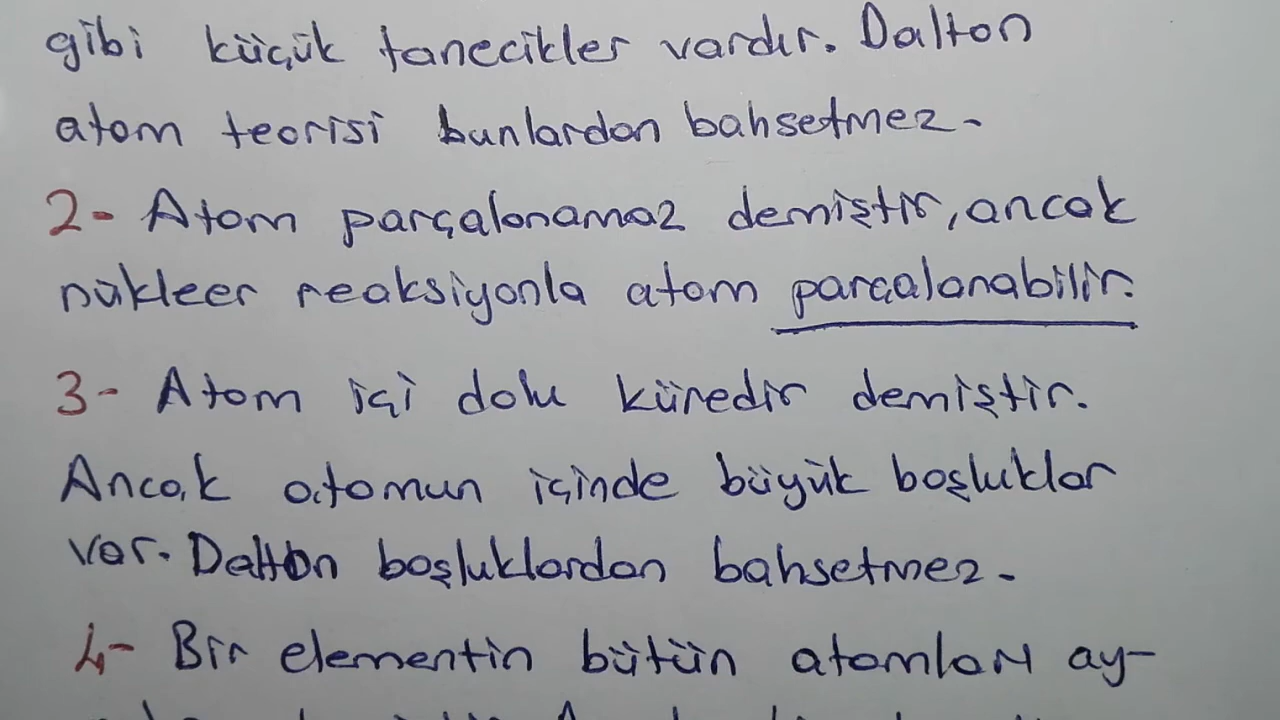 gibi küçük tanecikler vardır. Dalton
atom teorisi bunlardan bahsetmez.
2- Atom parçalanamaz demiştir, ancak
nükleer reaksiyonla atom parçalanabilir.
3- Atom içi dolu küredir demiştir.
Ancak atomun içinde büyük boşluklar
var. Dalton boşluklardan bahsetmez.
4- Bir elementin bütün atomları ay-